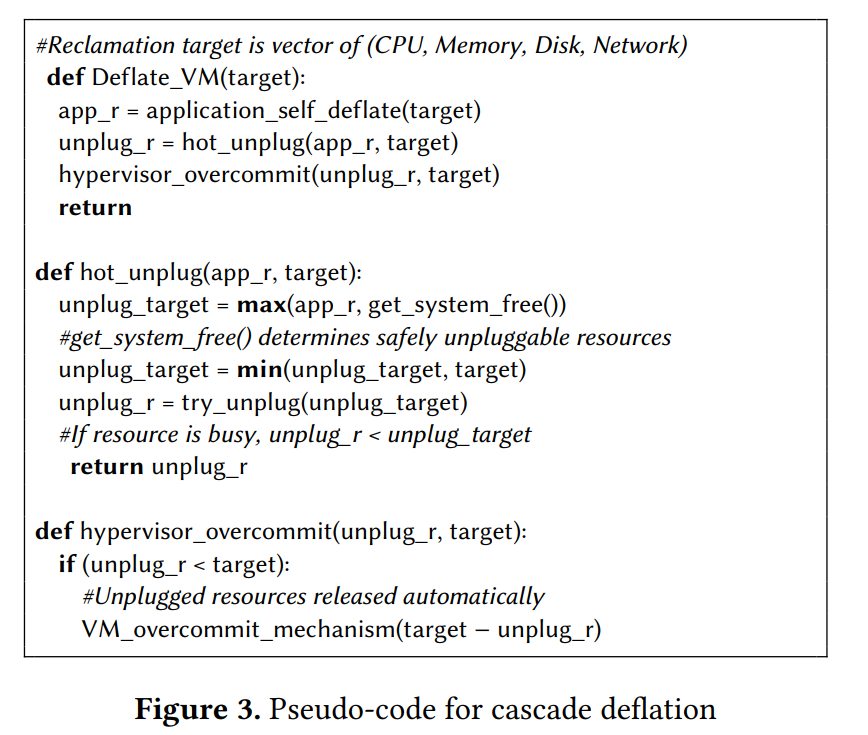 #Reclamation target is vector of (CPU, Memory, Disk, Network)
def Deflate_VM(target):
app_r = application_self_deflate(target)
unplug_r = hot_unplug(app_r, target)
hypervisor_overcommit(unplug_r, target)
return
def hot_unplug(app_r, target):
unplug_target = max(app_r, get_system_free())
#get_system_free() determines safely unpluggable resources
unplug_target = min(unplug_target, target)
unplug_r = try_unplug(unplug_target)
#If resource is busy, unplug_r < unplug_target
return unplug_r
def hypervisor_overcommit(unplug_r, target):
if (unplug_r < target):
#Unplugged resources released automatically
VM_overcommit_mechanism(target − unplug_r)
Figure 3. Pseudo-code for cascade deflation